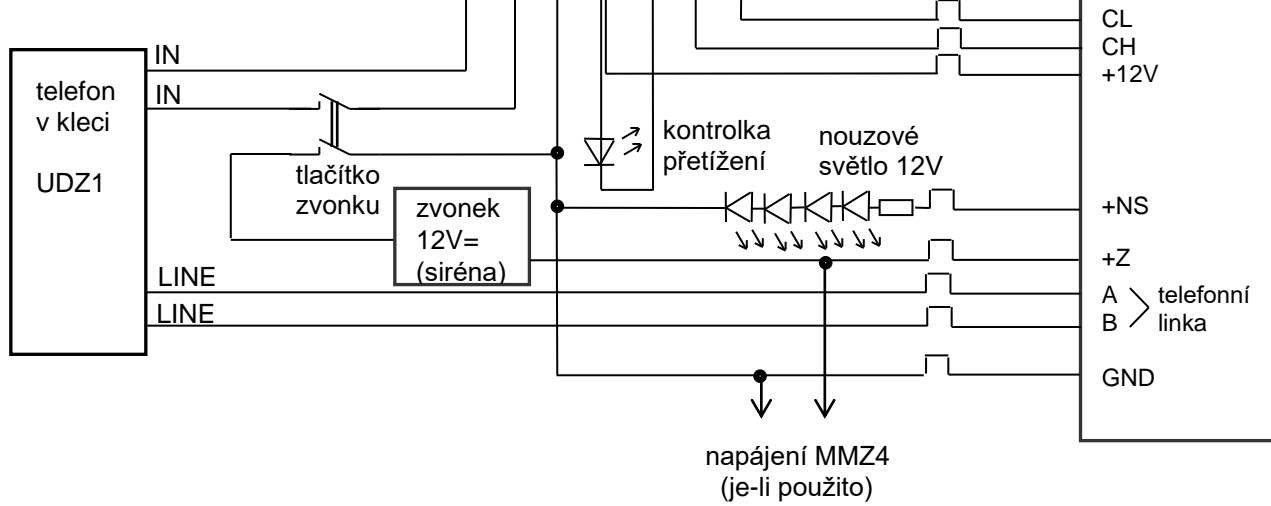 CL
CH
+12V
IN
IN
telefon
v kleci
UDZ1
kontrolka
přetížení
nouzové
světlo 12V
tlačítko
zvonku
zvonek
12V=
(siréna)
+NS
+Z
LINE
LINE
A
B
telefonní
linka
GND
napájení MMZ4
(je-li použito)